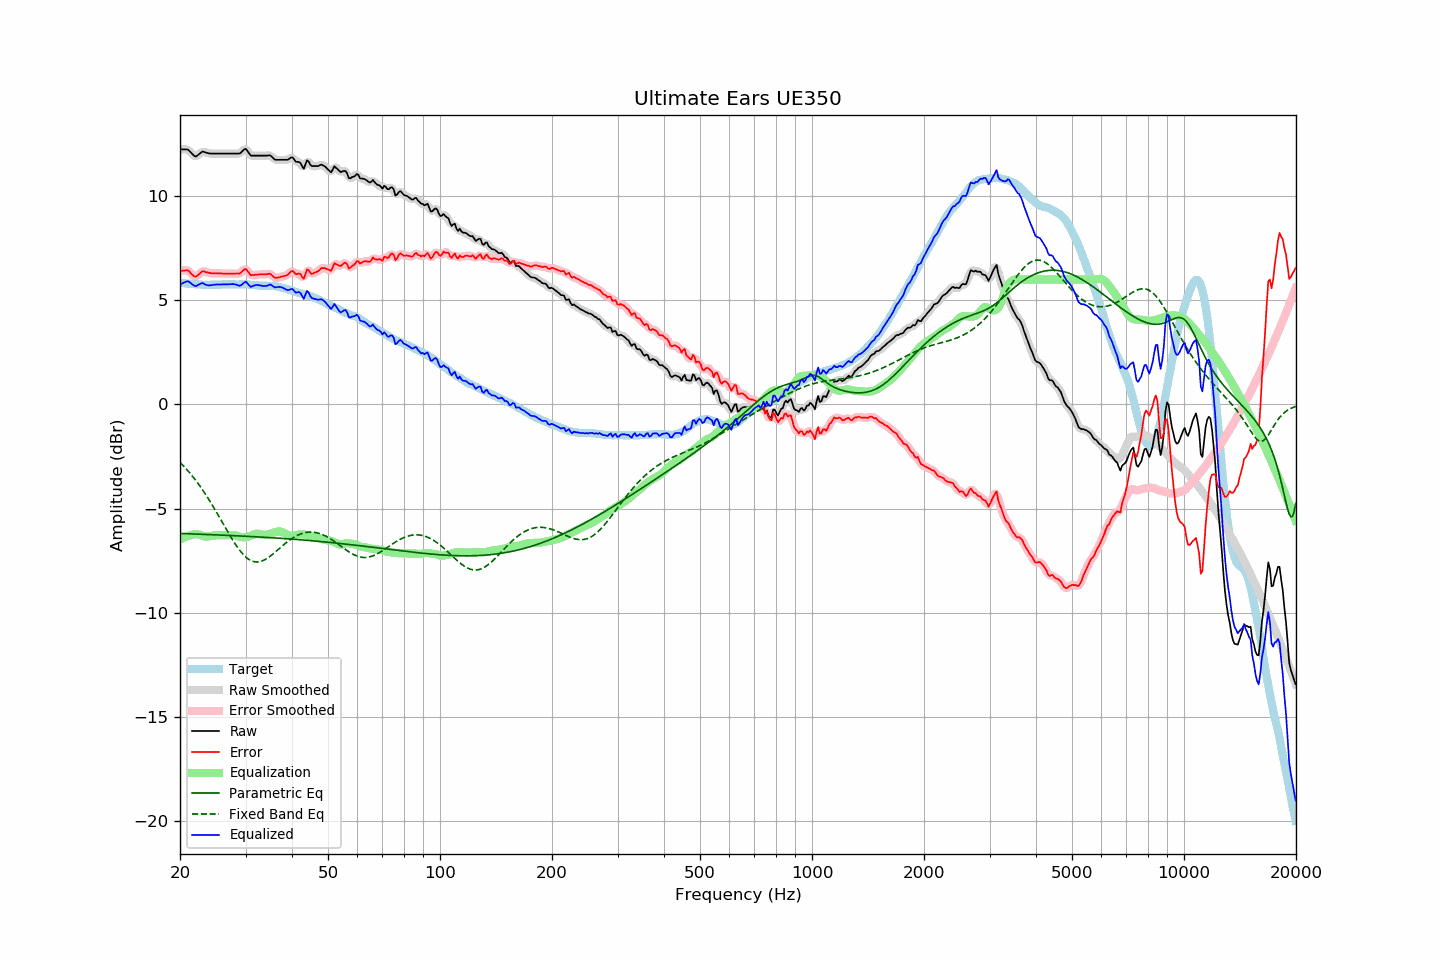 Ultimate Ears UE350
10
5
0
−5
−10
−15
−20
Amplitude (dBr)
Target
Raw Smoothed
Error Smoothed
Raw
Error
Equalization
Parametric Eq
Fixed Band Eq
Equalized
20 50 100 200 500 1000 2000 5000 10000 20000
Frequency (Hz)